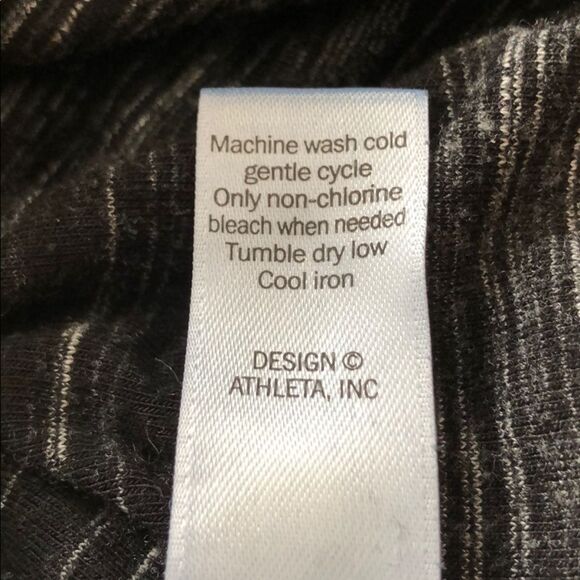 Machine wash cold
gentle cycle
Only non-chlorine
bleach when needed
Tumble dry low
Cool iron
DESIGN ©
ATHLETA, INC